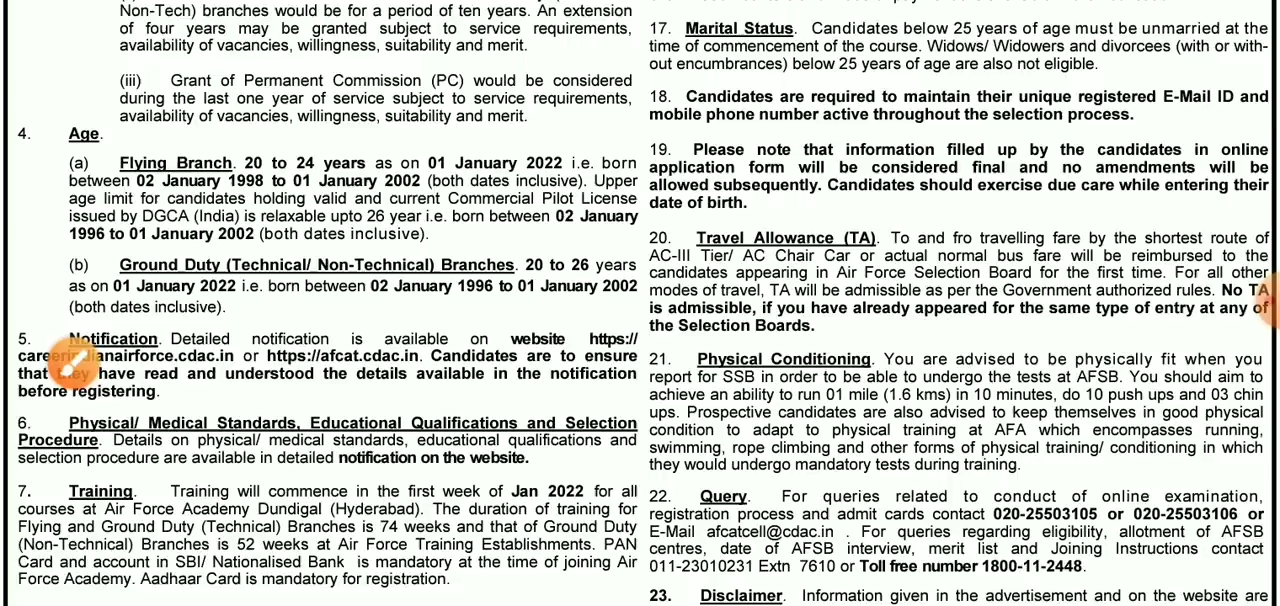 Non-Tech) branches would be for a period of ten years. An extension
of four years may be granted subject to service requirements,
availability of vacancies, willingness, suitability and merit.
(iii) Grant of Permanent Commission (PC) would be considered
during the last one year of service subject to service requirements,
availability of vacancies, willingness, suitability and merit.
4. Age.
(a) Flying Branch. 20 to 24 years as on 01 January 2022 i.e. born
between 02 January 1998 to 01 January 2002 (both dates inclusive). Upper
age limit for candidates holding valid and current Commercial Pilot License
issued by DGCA (India) is relaxable upto 26 year i.e. born between 02 January
1996 to 01 January 2002 (both dates inclusive).
(b) Ground Duty (Technical/ Non-Technical) Branches. 20 to 26 years
as on 01 January 2022 i.e. born between 02 January 1996 to 01 January 2002
(both dates inclusive).
5. Notification. Detailed notification is available on website https://
careerindianairforce.cdac.in or https://afcat.cdac.in. Candidates are to ensure
that they have read and understood the details available in the notification
before registering.
6. Physical/ Medical Standards, Educational Qualifications and Selection
Procedure. Details on physical/ medical standards, educational qualifications and
selection procedure are available in detailed notification on the website.
7. Training. Training will commence in the first week of Jan 2022 for all
courses at Air Force Academy Dundigal (Hyderabad). The duration of training for
Flying and Ground Duty (Technical) Branches is 74 weeks and that of Ground Duty
(Non-Technical) Branches is 52 weeks at Air Force Training Establishments. PAN
Card and account in SBI/ Nationalised Bank is mandatory at the time of joining Air
Force Academy. Aadhaar Card is mandatory for registration.
17. Marital Status. Candidates below 25 years of age must be unmarried at the
time of commencement of the course. Widows/ Widowers and divorcees (with or with-
out encumbrances) below 25 years of age are also not eligible.
18. Candidates are required to maintain their unique registered E-Mail ID and
mobile phone number active throughout the selection process.
19. Please note that information filled up by the candidates in online
application form will be considered final and no amendments will be
allowed subsequently. Candidates should exercise due care while entering their
date of birth.
20. Travel Allowance (TA). To and fro travelling fare by the shortest route of
AC-III Tier/ AC Chair Car or actual normal bus fare will be reimbursed to the
candidates appearing in Air Force Selection Board for the first time. For all other
modes of travel, TA will be admissible as per the Government authorized rules. No TA
is admissible, if you have already appeared for the same type of entry at any of
the Selection Boards.
21. Physical Conditioning. You are advised to be physically fit when you
report for SSB in order to be able to undergo the tests at AFSB. You should aim to
achieve an ability to run 01 mile (1.6 kms) in 10 minutes, do 10 push ups and 03 chin
ups. Prospective candidates are also advised to keep themselves in good physical
condition to adapt to physical training at AFA which encompasses running,
swimming, rope climbing and other forms of physical training/ conditioning in which
they would undergo mandatory tests during training.
22. Query. For queries related to conduct of online examination,
registration process and admit cards contact 020-25503105 or 020-25503106 or
E-Mail afcatcell@cdac.in . For queries regarding eligibility, allotment of AFSB
centres, date of AFSB interview, merit list and Joining Instructions contact
011-23010231 Extn 7610 or Toll free number 1800-11-2448.
23. Disclaimer. Information given in the advertisement and on the website are